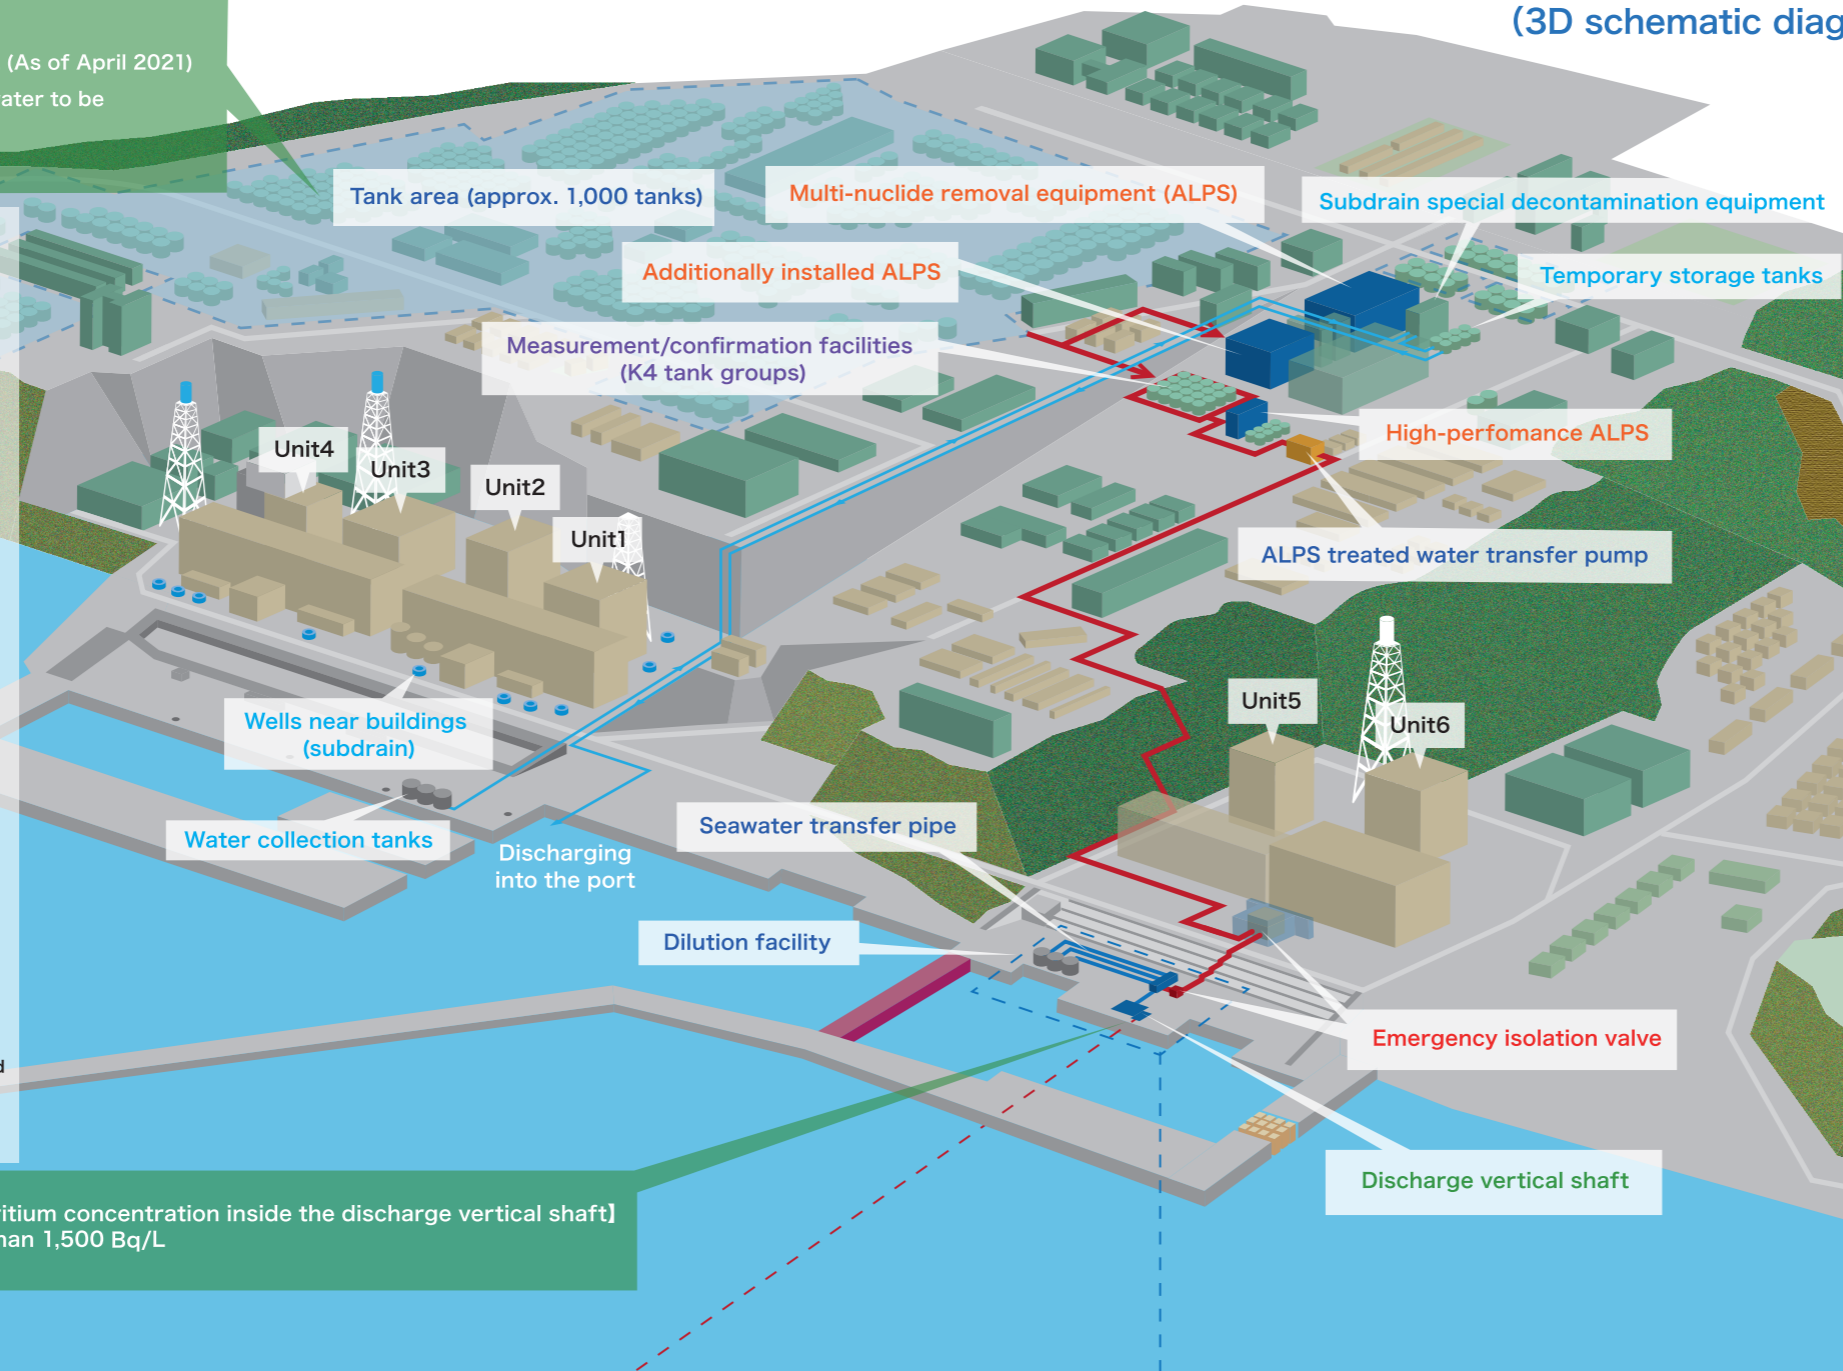 (3D schematic diag
(As of April 2021)
ater to be
Tank area (approx. 1,000 tanks)
Multi-nuclide removal equipment (ALPS)
Subdrain special decontamination equipment
Additionally installed ALPS
Temporary storage tanks
Measurement/confirmation facilities
(K4 tank groups)
High-perfomance ALPS
Unit4
Unit3
Unit2
Unit1
ALPS treated water transfer pump
Unit5
Unit6
Wells near buildings
(subdrain)
Water collection tanks
Seawater transfer pipe
Discharging
into the port
Dilution facility
Emergency isolation valve
d
Discharge vertical shaft
itium concentration inside the discharge vertical shaft】
han 1,500 Bq/L